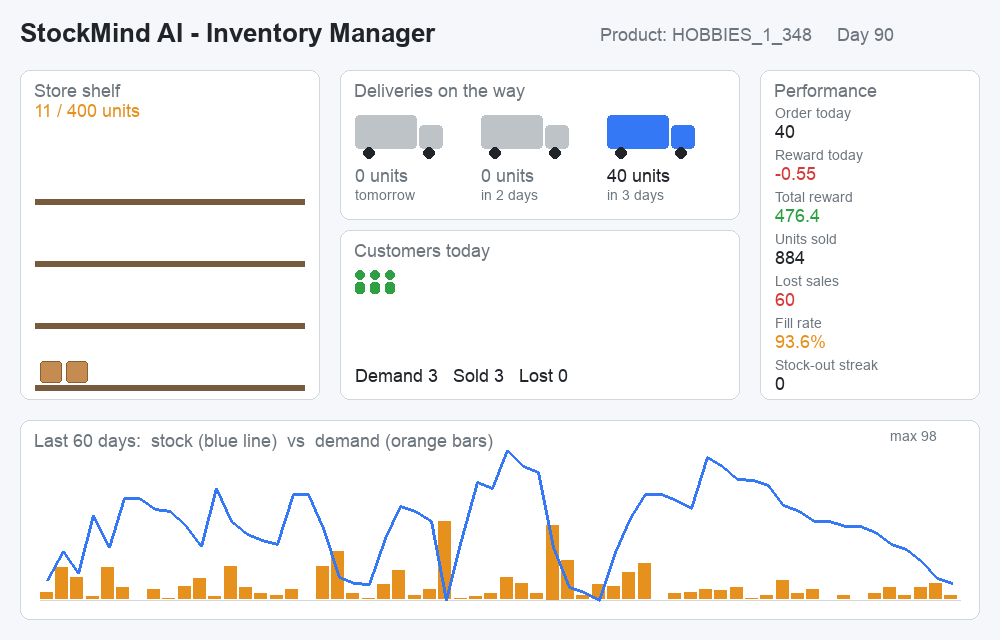 StockMind AI - Inventory Manager
Product: HOBBIES_1_348
Day 90
Store shelf
11 / 400 units
Deliveries on the way
0 units
tomorrow
0 units
in 2 days
40 units
in 3 days
Customers today
Demand 3 Sold 3 Lost 0
Performance
Order today
40
Reward today
-0.55
Total reward
476.4
Units sold
884
Lost sales
60
Fill rate
93.6%
Stock-out streak
0
Last 60 days: stock (blue line) vs demand (orange bars)
max 98